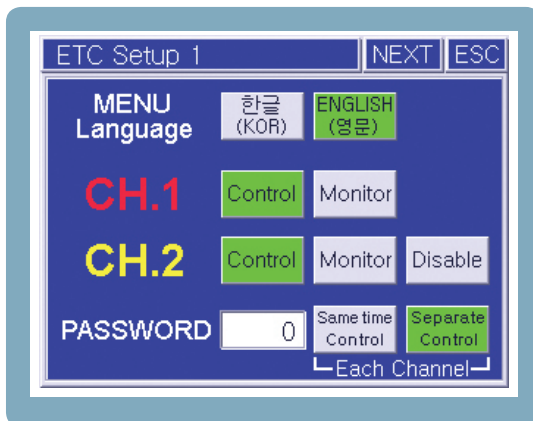 ETC Setup 1 NEXT ESC
MENU
Language
한글
(KOR)
ENGLISH
(영문)
CH.1 Control Monitor
CH.2 Control Monitor Disable
PASSWORD 0
Same time
Control
Separate
Control
Each Channel